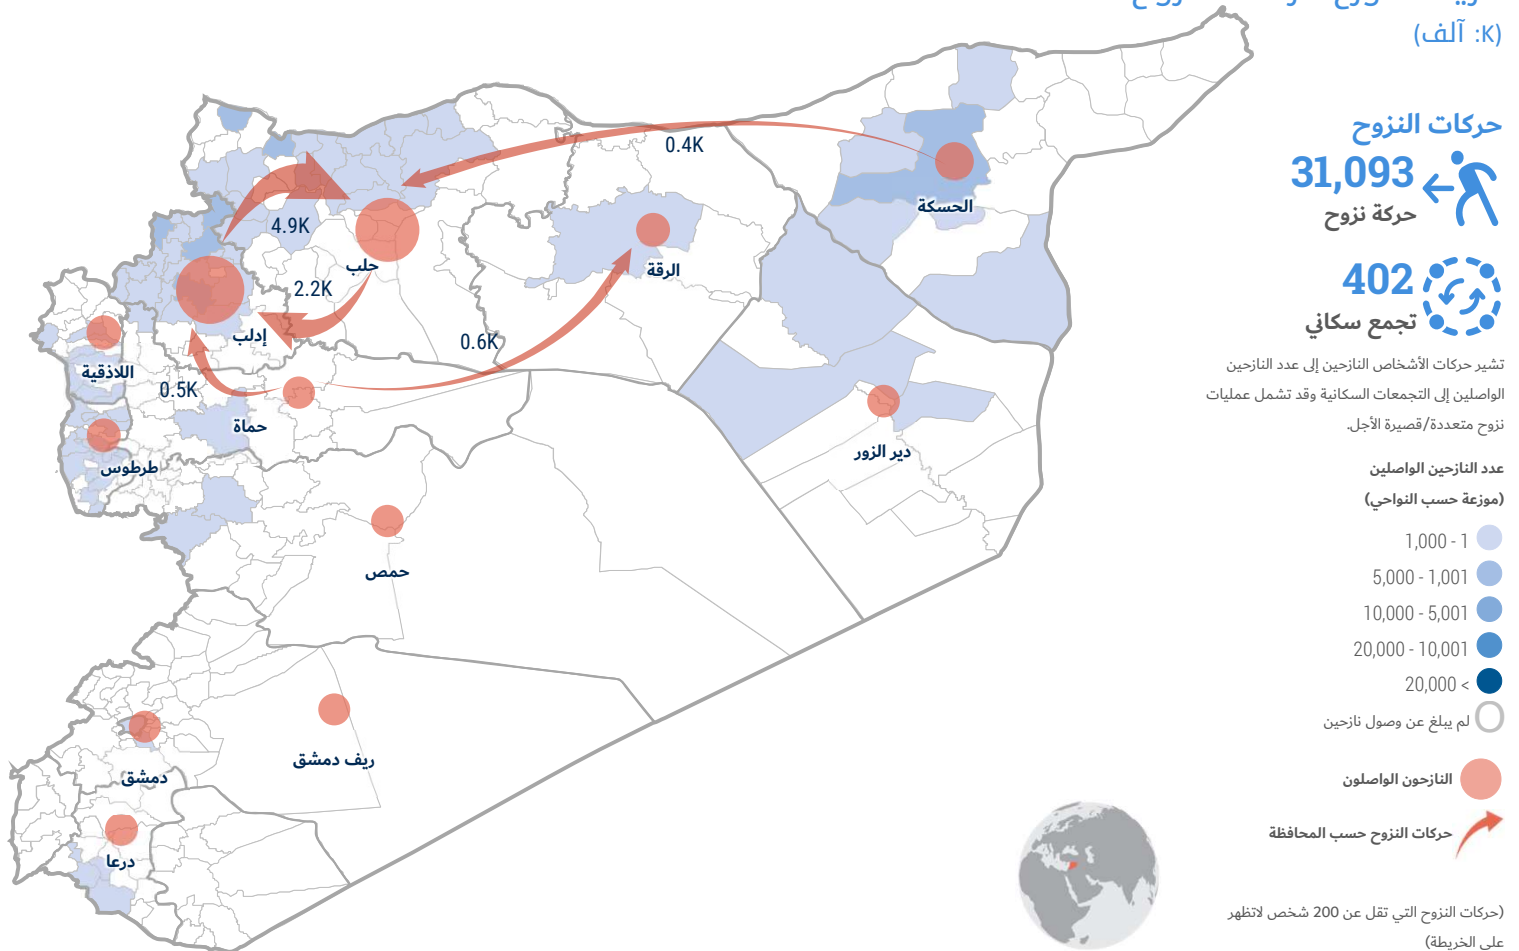 (K: آلف)
حركات النزوح
31,093
حركة نزوح
402
تجمع سكاني
تشير حركات الأشخاص النازحين إلى عدد النازحين
الواصلين إلى التجمعات السكانية وقد تشمل عمليات
نزوح متعددة/قصيرة الأجل.
عدد النازحين الواصلين
(موزعة حسب النواحي)
1,000 - 1
5,000 - 1,001
10,000 - 5,001
20,000 - 10,001
20,000 <
لم يبلغ عن وصول نازحين
النازحون الواصلون
حركات النزوح حسب المحافظة
(حركات النزوح التي تقل عن 200 شخص لاتظهر
على الخريطة)
0.4K
الحسكة
4.9K
حلب
الرقة
2.2K
إدلب
0.6K
اللاذقية
0.5K
حماة
دير الزور
طرطوس
حمص
ريف دمشق
دمشق
درعا